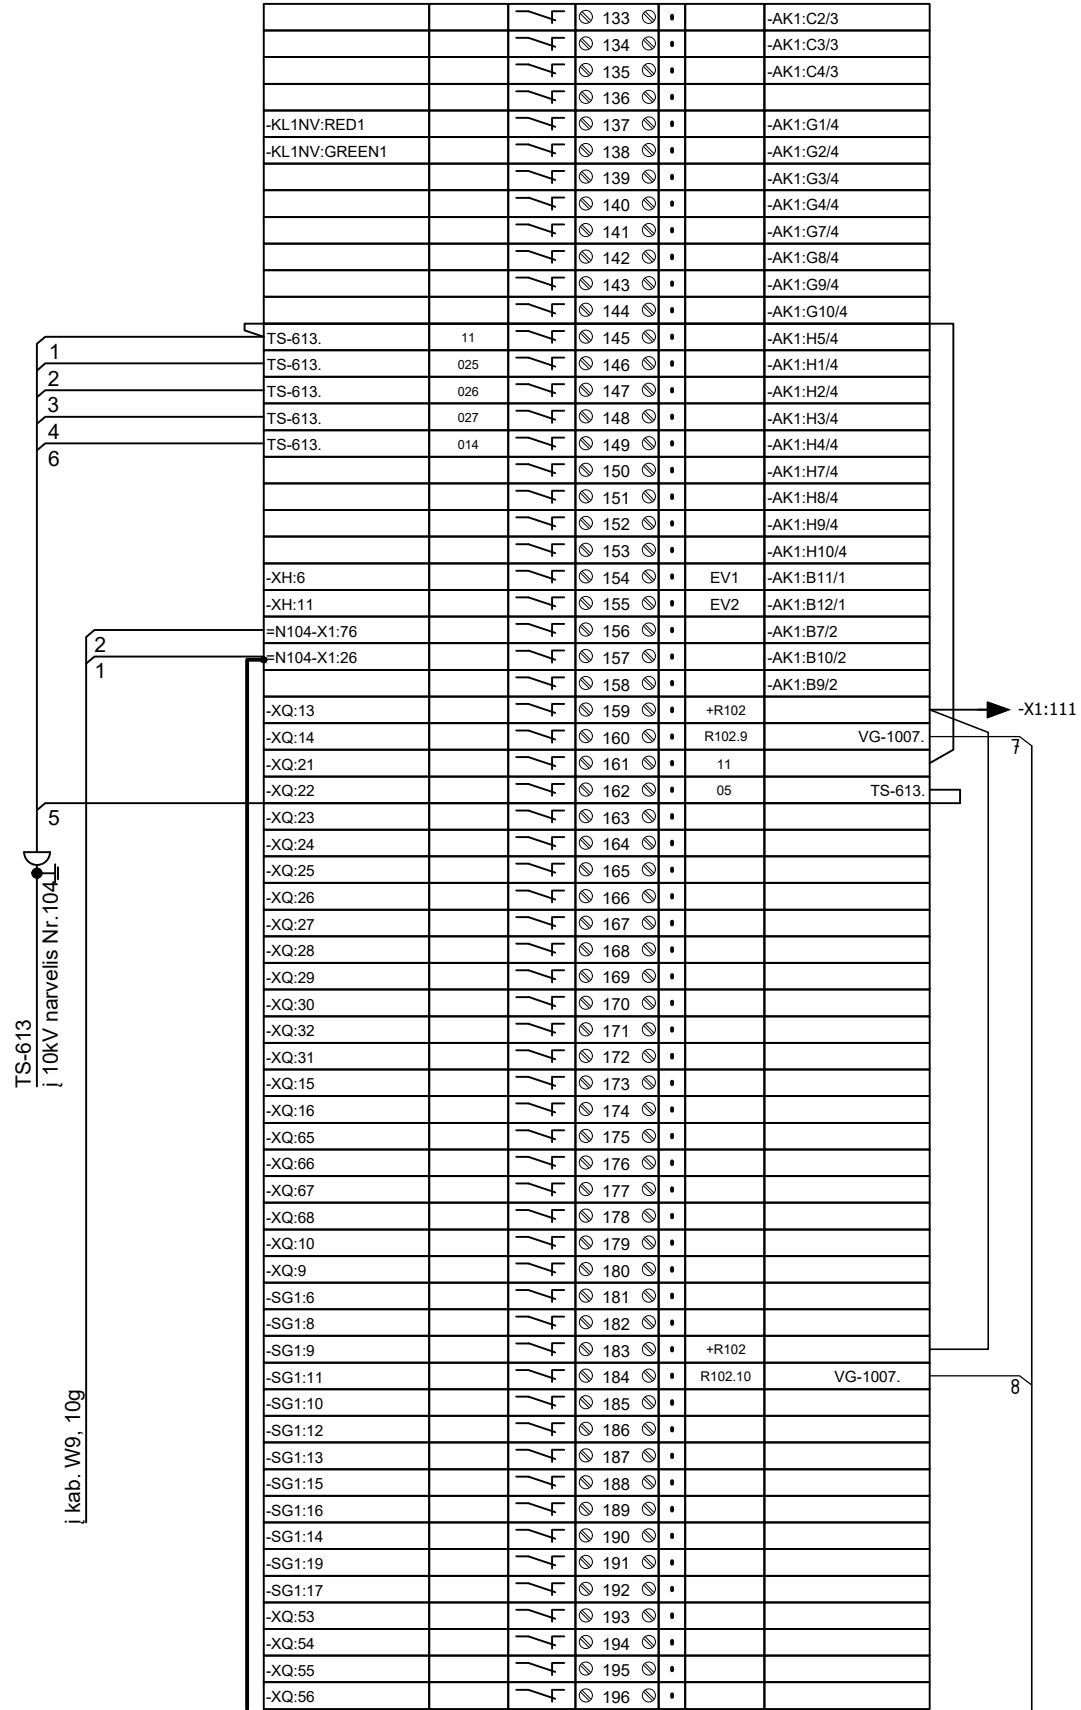 133 -AK1:C2/3
134 -AK1:C3/3
135 -AK1:C4/3
136
-KL1NV:RED1 137 -AK1:G1/4
-KL1NV:GREEN1 138 -AK1:G2/4
139 -AK1:G3/4
140 -AK1:G4/4
141 -AK1:G7/4
142 -AK1:G8/4
143 -AK1:G9/4
144 -AK1:G10/4
1 TS-613. 11 145 -AK1:H5/4
2 TS-613. 025 146 -AK1:H1/4
3 TS-613. 026 147 -AK1:H2/4
4 TS-613. 027 148 -AK1:H3/4
6 TS-613. 014 149 -AK1:H4/4
150 -AK1:H7/4
151 -AK1:H8/4
152 -AK1:H9/4
153 -AK1:H10/4
-XH:6 154 EV1 -AK1:B11/1
-XH:11 155 EV2 -AK1:B12/1
2 =N104-X1:76 156 -AK1:B7/2
1 =N104-X1:26 157 -AK1:B10/2
158 -AK1:B9/2
-XQ:13 159 +R102 -X1:111
-XQ:14 160 R102.9 VG-1007. 7
-XQ:21 161 11
-XQ:22 162 05 TS-613.
5 -XQ:23 163
-XQ:24 164
-XQ:25 165
-XQ:26 166
-XQ:27 167
-XQ:28 168
-XQ:29 169
-XQ:30 170
-XQ:32 171
-XQ:31 172
-XQ:15 173
-XQ:16 174
-XQ:65 175
-XQ:66 176
-XQ:67 177
-XQ:68 178
-XQ:10 179
-XQ:9 180
-SG1:6 181
-SG1:8 182
-SG1:9 183 +R102
-SG1:11 184 R102.10 VG-1007. 8
-SG1:10 185
-SG1:12 186
-SG1:13 187
-SG1:15 188
-SG1:16 189
-SG1:14 190
-SG1:19 191
-SG1:17 192
-XQ:53 193
-XQ:54 194
-XQ:55 195
-XQ:56 196
TS-613
į 10kV narvelis Nr.104
į kab. W9, 10g